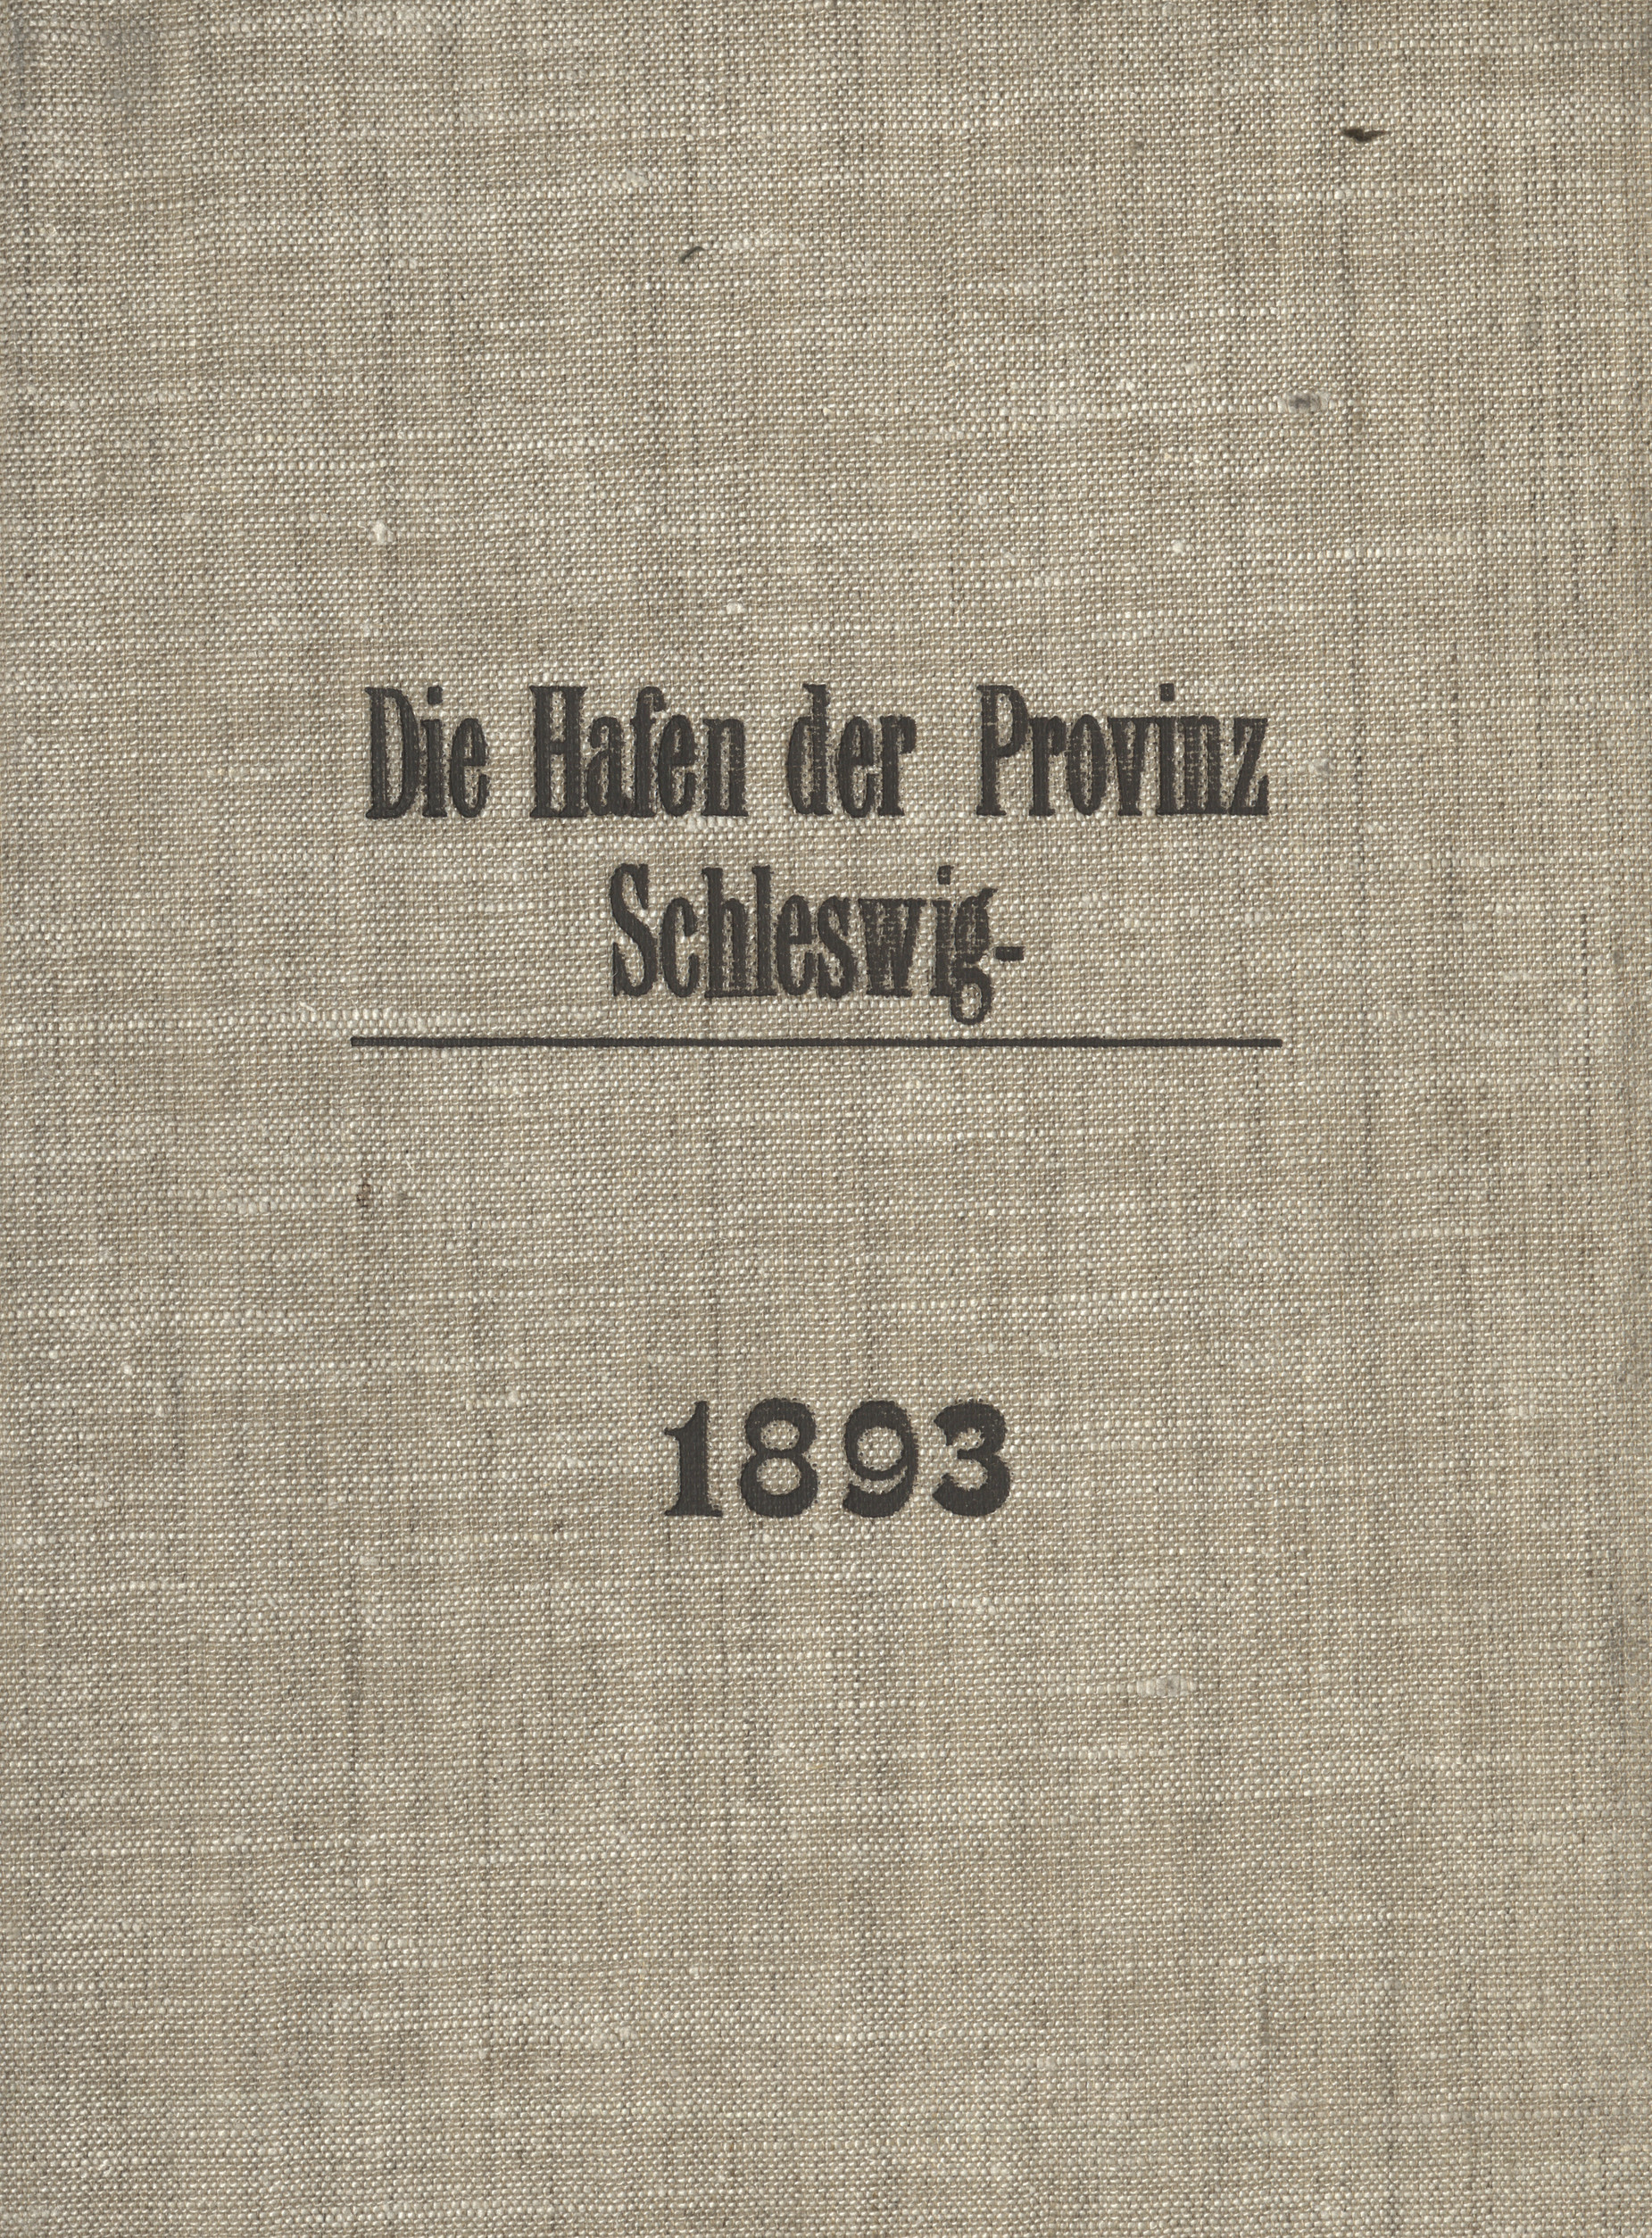 Die Hafen der Provinz
Schleswig-
1893